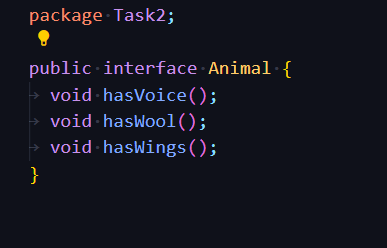 package Task2;
public interface Animal {
void hasVoice();
void hasWool();
void hasWings();
}